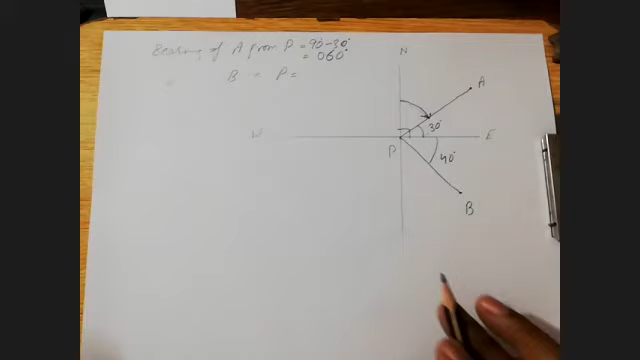 Bearing of A from P = 90° - 30°
= 060°
B " P =
N
A
30°
W
E
P
40°
B